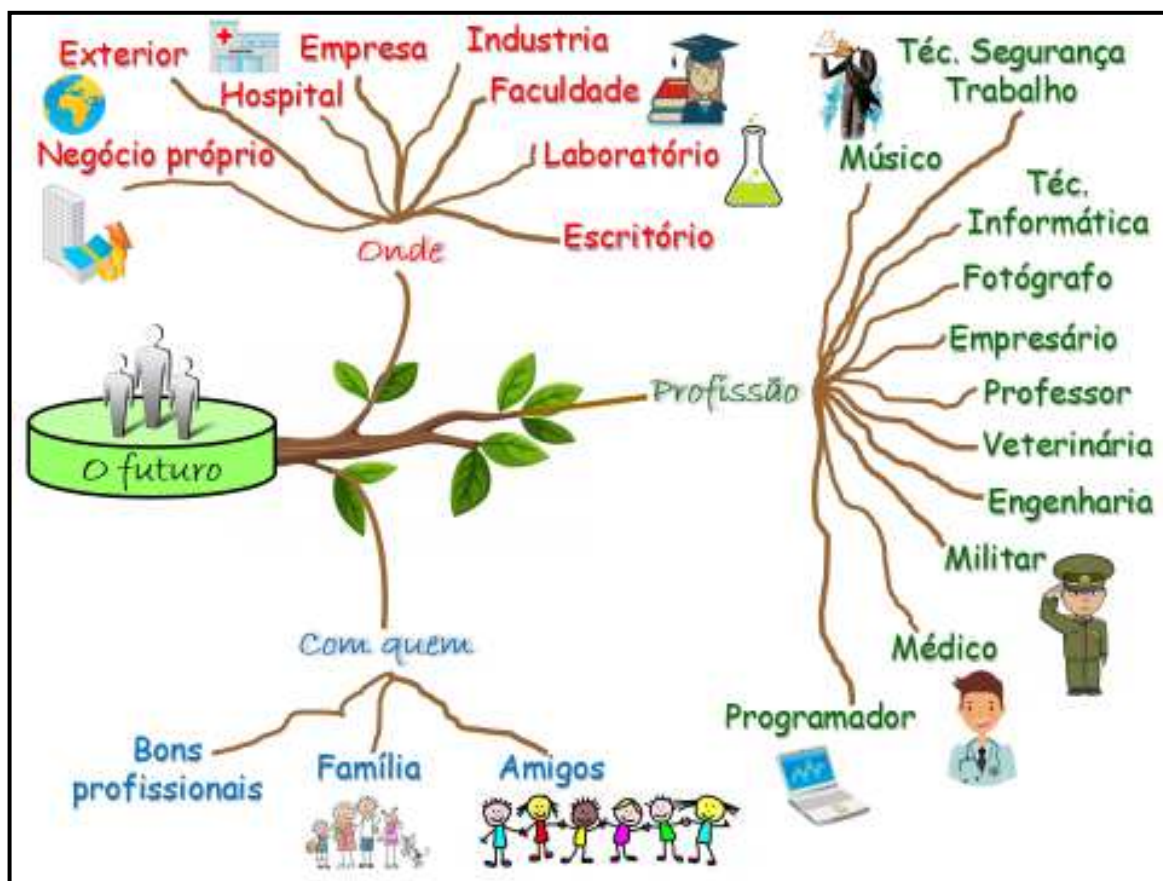 Exterior
Empresa
Industria
Hospital
Faculdade
Negócio próprio
Laboratório
Escritório
Onde
Téc. Segurança
Trabalho
Músico
Téc.
Informática
Fotógrafo
Empresário
Professor
Veterinária
Engenharia
Militar
Médico
Programador
Profissão
O futuro
Com quem
Bons
profissionais
Família
Amigos